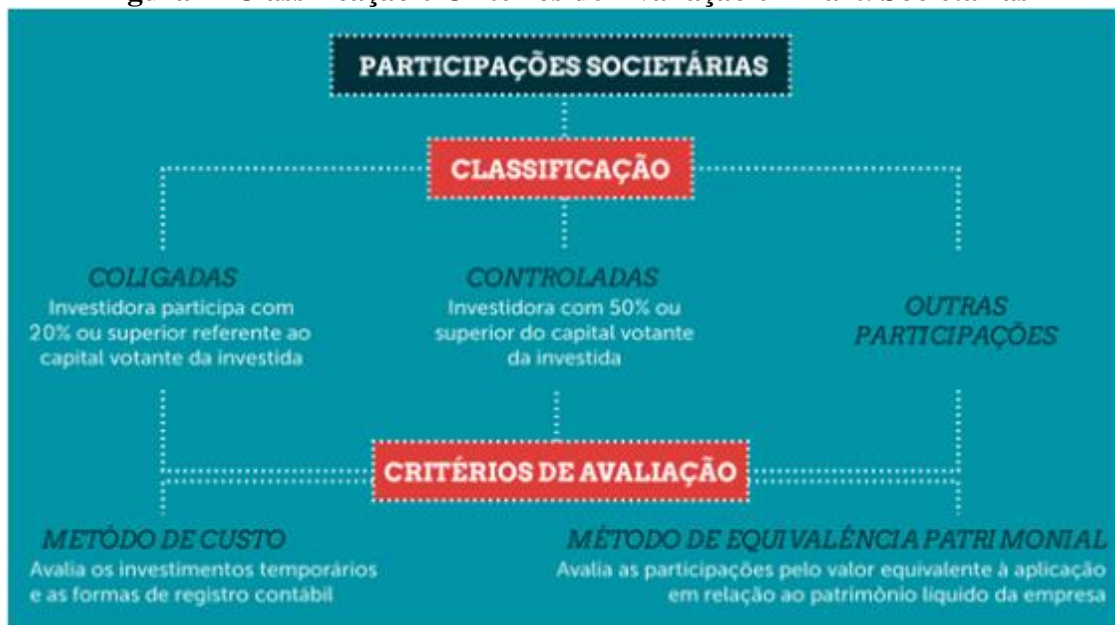 PARTICIPAÇÕES SOCIETÁRIAS
CLASSIFICAÇÃO
COLIGADAS
Investidora participa com
20% ou superior referente ao
capital votante da investida
CONTROLADAS
Investidora com 50% ou
superior do capital votante
da investida
OUTRAS
PARTICIPAÇÕES
CRITÉRIOS DE AVALIAÇÃO
METÓDO DE CUSTO
Avalia os investimentos temporários
e as formas de registro contábil
MÉTODO DE EQUIVALÊNCIA PATRIMONIAL
Avalia as participações pelo valor equivalente à aplicação
em relação ao patrimônio líquido da empresa